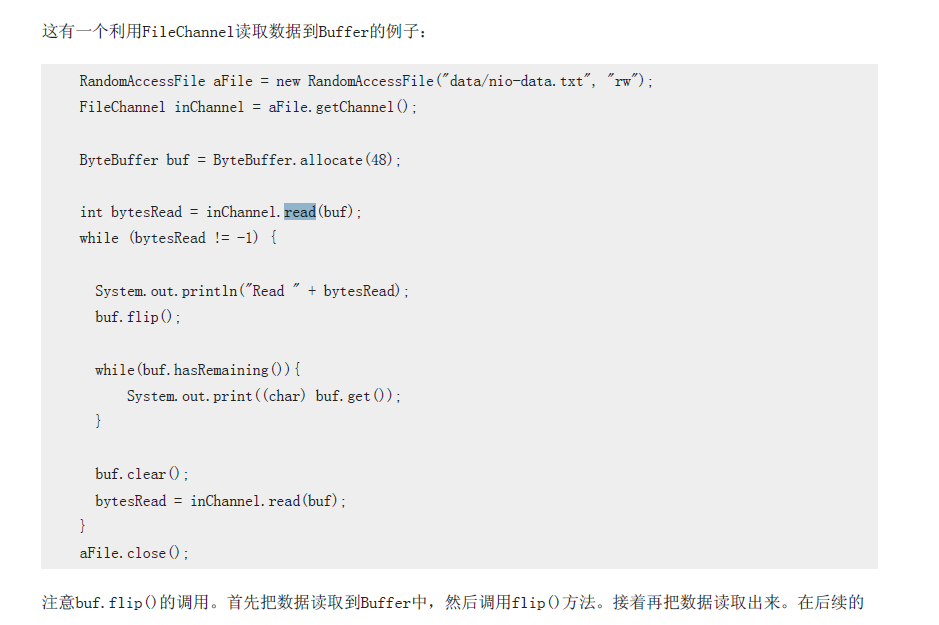 这有一个利用FileChannel读取数据到Buffer的例子：
RandomAccessFile aFile = new RandomAccessFile("data/nio-data.txt", "rw");
FileChannel inChannel = aFile.getChannel();
ByteBuffer buf = ByteBuffer.allocate(48);
int bytesRead = inChannel.read(buf);
while (bytesRead != -1) {
System.out.println("Read " + bytesRead);
buf.flip();
while(buf.hasRemaining()){
System.out.print((char) buf.get());
}
buf.clear();
bytesRead = inChannel.read(buf);
}
aFile.close();
注意buf.flip()的调用。首先把数据读取到Buffer中，然后调用flip()方法。接着再把数据读取出来。在后续的